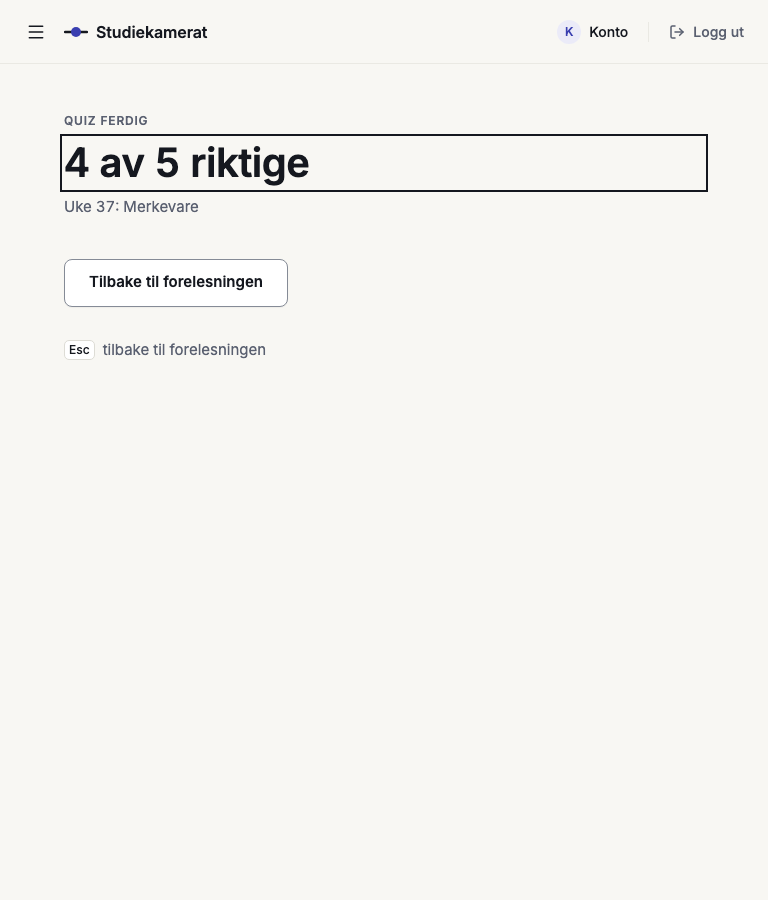 Studiekamerat
K Konto
Logg ut
QUIZ FERDIG
4 av 5 riktige
Uke 37: Merkevare
Tilbake til forelesningen
Esc tilbake til forelesningen